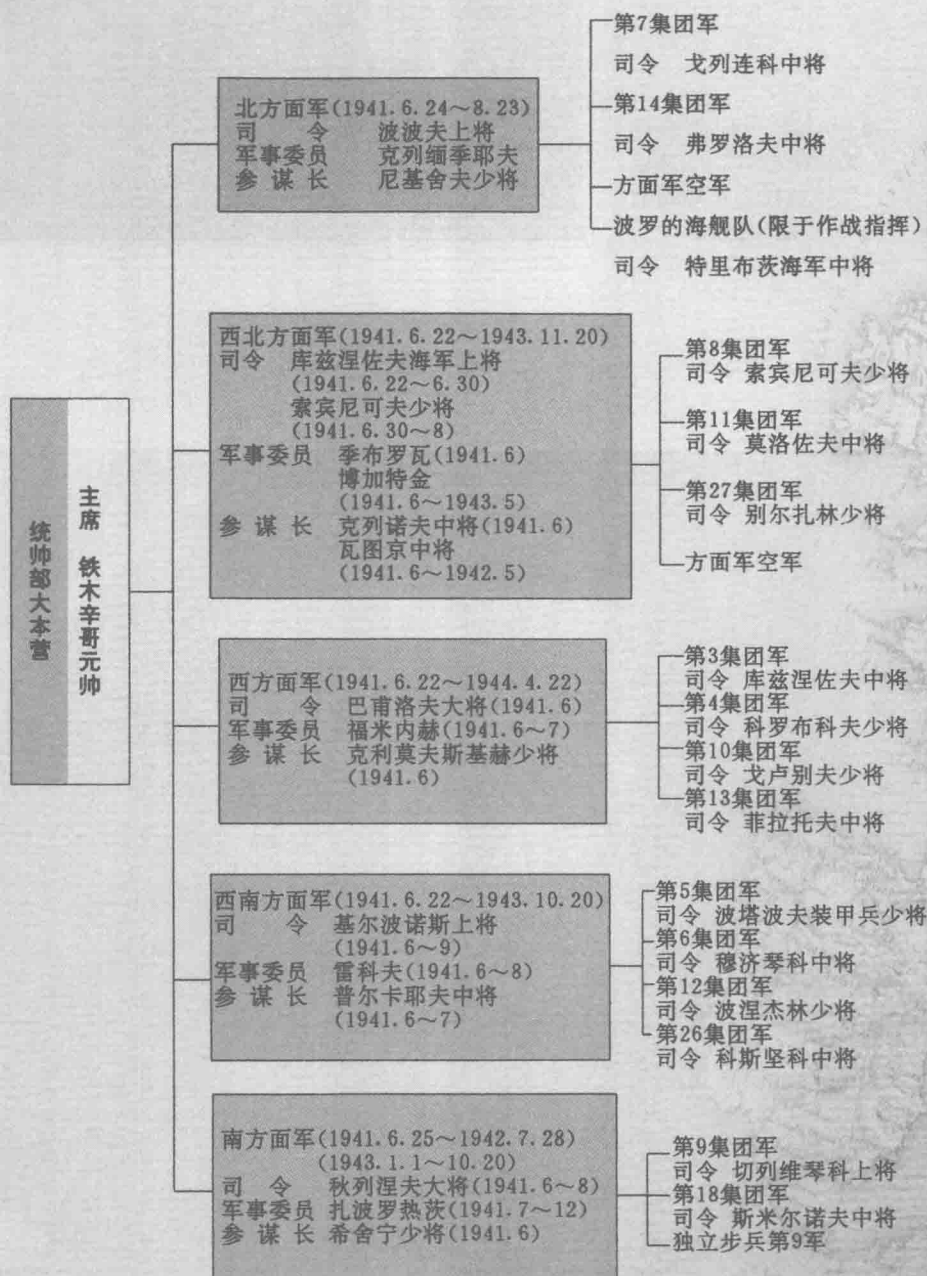 统帅部大本营
主席 铁木辛哥元帅
北方面军(1941.6.24～8.23)
司 令 波波夫上将
军事委员 克列缅季耶夫
参 谋 长 尼基舍夫少将
第7集团军
司令 戈列连科中将
第14集团军
司令 弗罗洛夫中将
方面军空军
波罗的海舰队(限于作战指挥)
司令 特里布茨海军中将
西北方面军(1941.6.22～1943.11.20)
司令 库兹涅佐夫海军上将
(1941.6.22～6.30)
索宾尼可夫少将
(1941.6.30～8)
军事委员 季布罗瓦(1941.6)
博加特金
(1941.6～1943.5)
参 谋 长 克列诺夫中将(1941.6)
瓦图京中将
(1941.6～1942.5)
第8集团军
司令 索宾尼可夫少将
第11集团军
司令 莫洛佐夫中将
第27集团军
司令 别尔扎林少将
方面军空军
西方面军(1941.6.22～1944.4.22)
司 令 巴甫洛夫大将(1941.6)
军事委员 福米内赫(1941.6～7)
参 谋 长 克利莫夫斯基赫少将
(1941.6)
第3集团军
司令 库兹涅佐夫中将
第4集团军
司令 科罗布科夫少将
第10集团军
司令 戈卢别夫少将
第13集团军
司令 菲拉托夫中将
西南方面军(1941.6.22～1943.10.20)
司 令 基尔波诺斯上将
(1941.6～9)
军事委员 雷科夫(1941.6～8)
参 谋 长 普尔卡耶夫中将
(1941.6～7)
第5集团军
司令 波塔波夫装甲兵少将
第6集团军
司令 穆济琴科中将
第12集团军
司令 波涅杰林少将
第26集团军
司令 科斯坚科中将
南方面军(1941.6.25～1942.7.28)
(1943.1.1～10.20)
司 令 秋列涅夫大将(1941.6～8)
军事委员 扎波罗热茨(1941.7～12)
参 谋 长 希舍宁少将(1941.6)
第9集团军
司令 切列维琴科上将
第18集团军
司令 斯米尔诺夫中将
独立步兵第9军